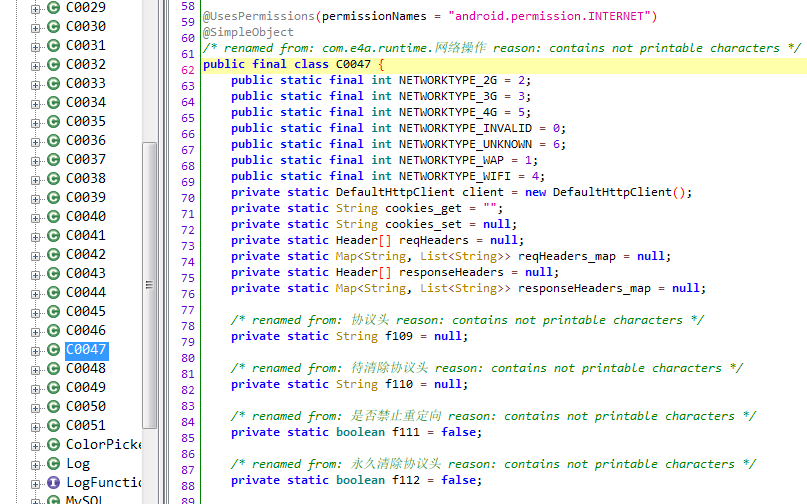 C0029
C0030
C0031
C0032
C0033
C0034
C0035
C0036
C0037
C0038
C0039
C0040
C0041
C0042
C0043
C0044
C0045
C0046
C0047
C0048
C0049
C0050
C0051
ColorPicke
Log
LogFunctio
MySQL
58
59 @UsesPermissions(permissionNames = "android.permission.INTERNET")
60 @SimpleObject
61 /* renamed from: com.e4a.runtime.网络操作 reason: contains not printable characters */
62 public final class C0047 {
63 public static final int NETWORKTYPE_2G = 2;
64 public static final int NETWORKTYPE_3G = 3;
65 public static final int NETWORKTYPE_4G = 5;
66 public static final int NETWORKTYPE_INVALID = 0;
67 public static final int NETWORKTYPE_UNKNOWN = 6;
68 public static final int NETWORKTYPE_WAP = 1;
69 public static final int NETWORKTYPE_WIFI = 4;
70 private static DefaultHttpClient client = new DefaultHttpClient();
71 private static String cookies_get = "";
72 private static String cookies_set = null;
73 private static Header[] reqHeaders = null;
74 private static Map<String, List<String>> reqHeaders_map = null;
75 private static Header[] responseHeaders = null;
76 private static Map<String, List<String>> responseHeaders_map = null;
77
78 /* renamed from: 协议头 reason: contains not printable characters */
79 private static String f109 = null;
80
81 /* renamed from: 待清除协议头 reason: contains not printable characters */
82 private static String f110 = null;
83
84 /* renamed from: 是否禁止重定向 reason: contains not printable characters */
85 private static boolean f111 = false;
86
87 /* renamed from: 永久清除协议头 reason: contains not printable characters */
88 private static boolean f112 = false;
89